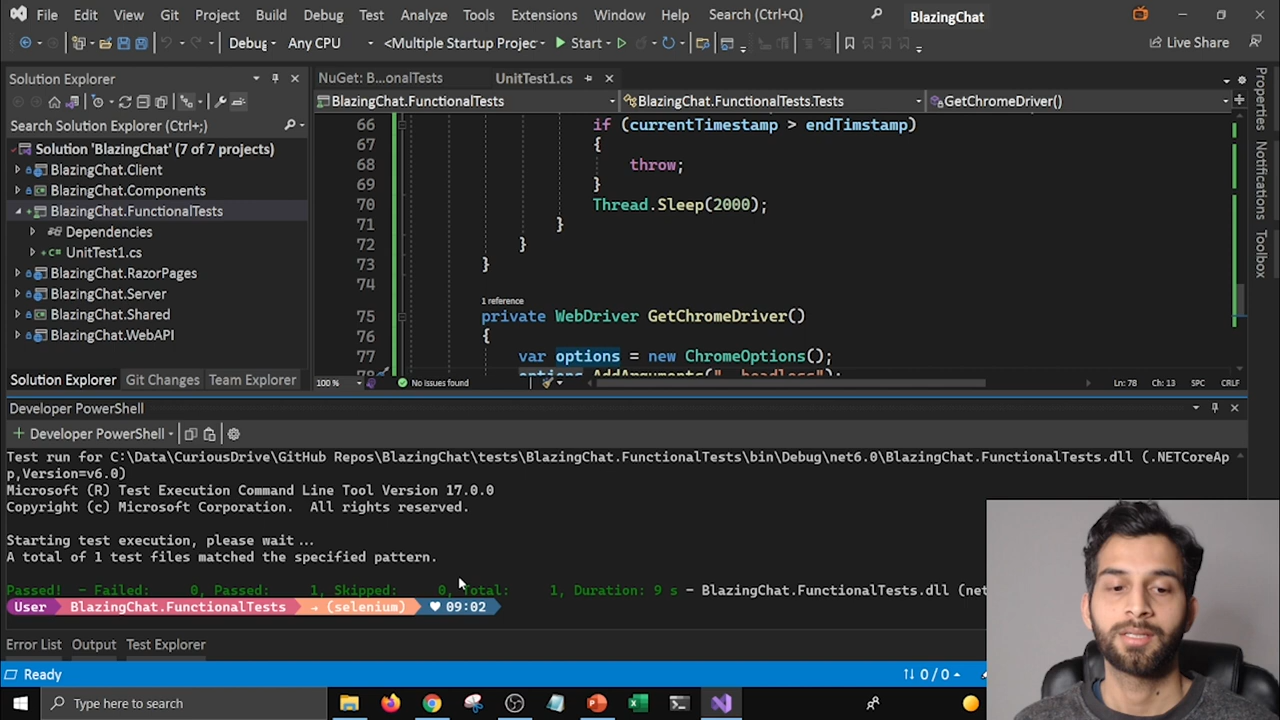 File Edit View Git Project Build Debug Test Analyze Tools Extensions Window Help Search (Ctrl+Q) BlazingChat
Debug Any CPU <Multiple Startup Projec Start Live Share
Solution Explorer
Search Solution Explorer (Ctrl+;)
Solution 'BlazingChat' (7 of 7 projects)
BlazingChat.Client
BlazingChat.Components
BlazingChat.FunctionalTests
Dependencies
C# UnitTest1.cs
BlazingChat.RazorPages
BlazingChat.Server
BlazingChat.Shared
BlazingChat.WebAPI
Solution Explorer Git Changes Team Explorer
NuGet: B...onalTests UnitTest1.cs
BlazingChat.FunctionalTests BlazingChat.FunctionalTests.Tests GetChromeDriver()
66 if (currentTimestamp > endTimstamp)
67 {
68 throw;
69 }
70 Thread.Sleep(2000);
71 }
72 }
73 }
74
1 reference
75 private WebDriver GetChromeDriver()
76 {
77 var options = new ChromeOptions();
78 options.AddArguments("--headless");
100 % No issues found Ln: 78 Ch: 13 SPC CRLF
Properties
Notifications
Toolbox
Developer PowerShell
+ Developer PowerShell
Test run for C:\Data\CuriousDrive\GitHub Repos\BlazingChat\tests\BlazingChat.FunctionalTests\bin\Debug\net6.0\BlazingChat.FunctionalTests.dll (.NETCoreAp
p,Version=v6.0)
Microsoft (R) Test Execution Command Line Tool Version 17.0.0
Copyright (c) Microsoft Corporation. All rights reserved.
Starting test execution, please wait...
A total of 1 test files matched the specified pattern.
Passed! - Failed: 0, Passed: 1, Skipped: 0, Total: 1, Duration: 9 s - BlazingChat.FunctionalTests.dll (net
User BlazingChat.FunctionalTests → (selenium) ♥ 09:02
Error List Output Test Explorer
Ready 0 / 0
Type here to search